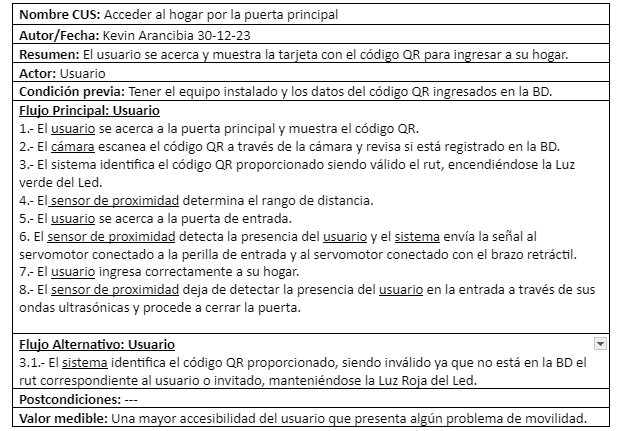 Nombre CUS: Acceder al hogar por la puerta principal
Autor/Fecha: Kevin Arancibia 30-12-23
Resumen: El usuario se acerca y muestra la tarjeta con el código QR para ingresar a su hogar.
Actor: Usuario
Condición previa: Tener el equipo instalado y los datos del código QR ingresados en la BD.
Flujo Principal: Usuario
1.- El usuario se acerca a la puerta principal y muestra el código QR.
2.- El cámara escanea el código QR a través de la cámara y revisa si está registrado en la BD.
3.- El sistema identifica el código QR proporcionado siendo válido el rut, encendiéndose la Luz
verde del Led.
4.- El sensor de proximidad determina el rango de distancia.
5.- El usuario se acerca a la puerta de entrada.
6. El sensor de proximidad detecta la presencia del usuario y el sistema envía la señal al
servomotor conectado a la perilla de entrada y al servomotor conectado con el brazo retráctil.
7.- El usuario ingresa correctamente a su hogar.
8.- El sensor de proximidad deja de detectar la presencia del usuario en la entrada a través de sus
ondas ultrasónicas y procede a cerrar la puerta.
Flujo Alternativo: Usuario
3.1.- El sistema identifica el código QR proporcionado, siendo inválido ya que no está en la BD el
rut correspondiente al usuario o invitado, manteniéndose la Luz Roja del Led.
Postcondiciones: ---
Valor medible: Una mayor accesibilidad del usuario que presenta algún problema de movilidad.